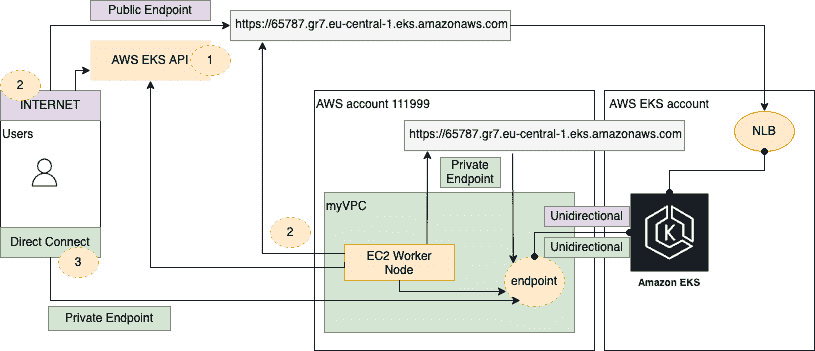 Public Endpoint
https://65787.gr7.eu-central-1.eks.amazonaws.com
AWS EKS API
1
2
INTERNET
Users
AWS account 111999
AWS EKS account
NLB
https://65787.gr7.eu-central-1.eks.amazonaws.com
Private
Endpoint
myVPC
Unidirectional
2
Direct Connect
Unidirectional
3
EC2 Worker
Node
endpoint
K
Amazon EKS
Private Endpoint